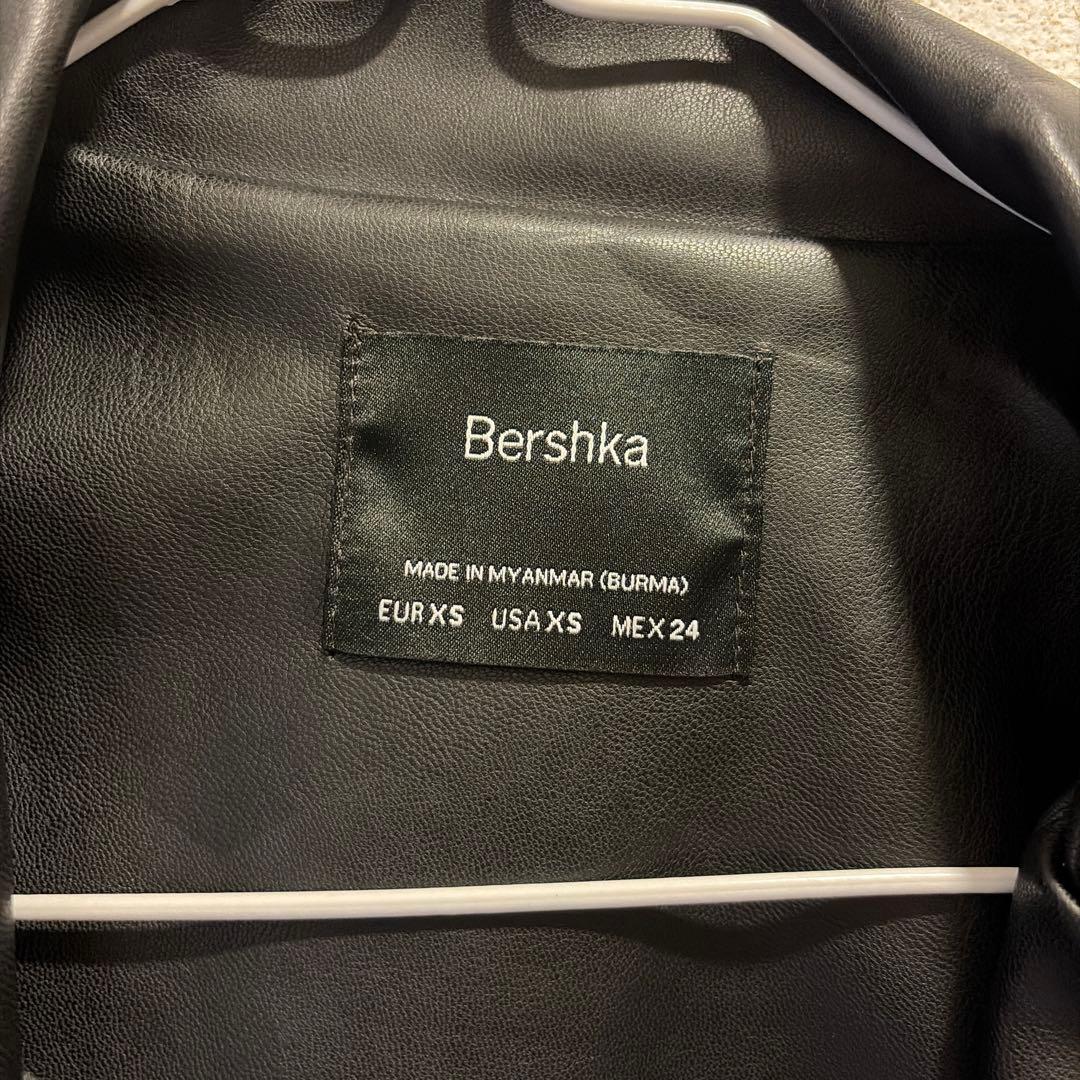 Bershka
MADE IN MYANMAR (BURMA)
EUR XS USA XS MEX 24